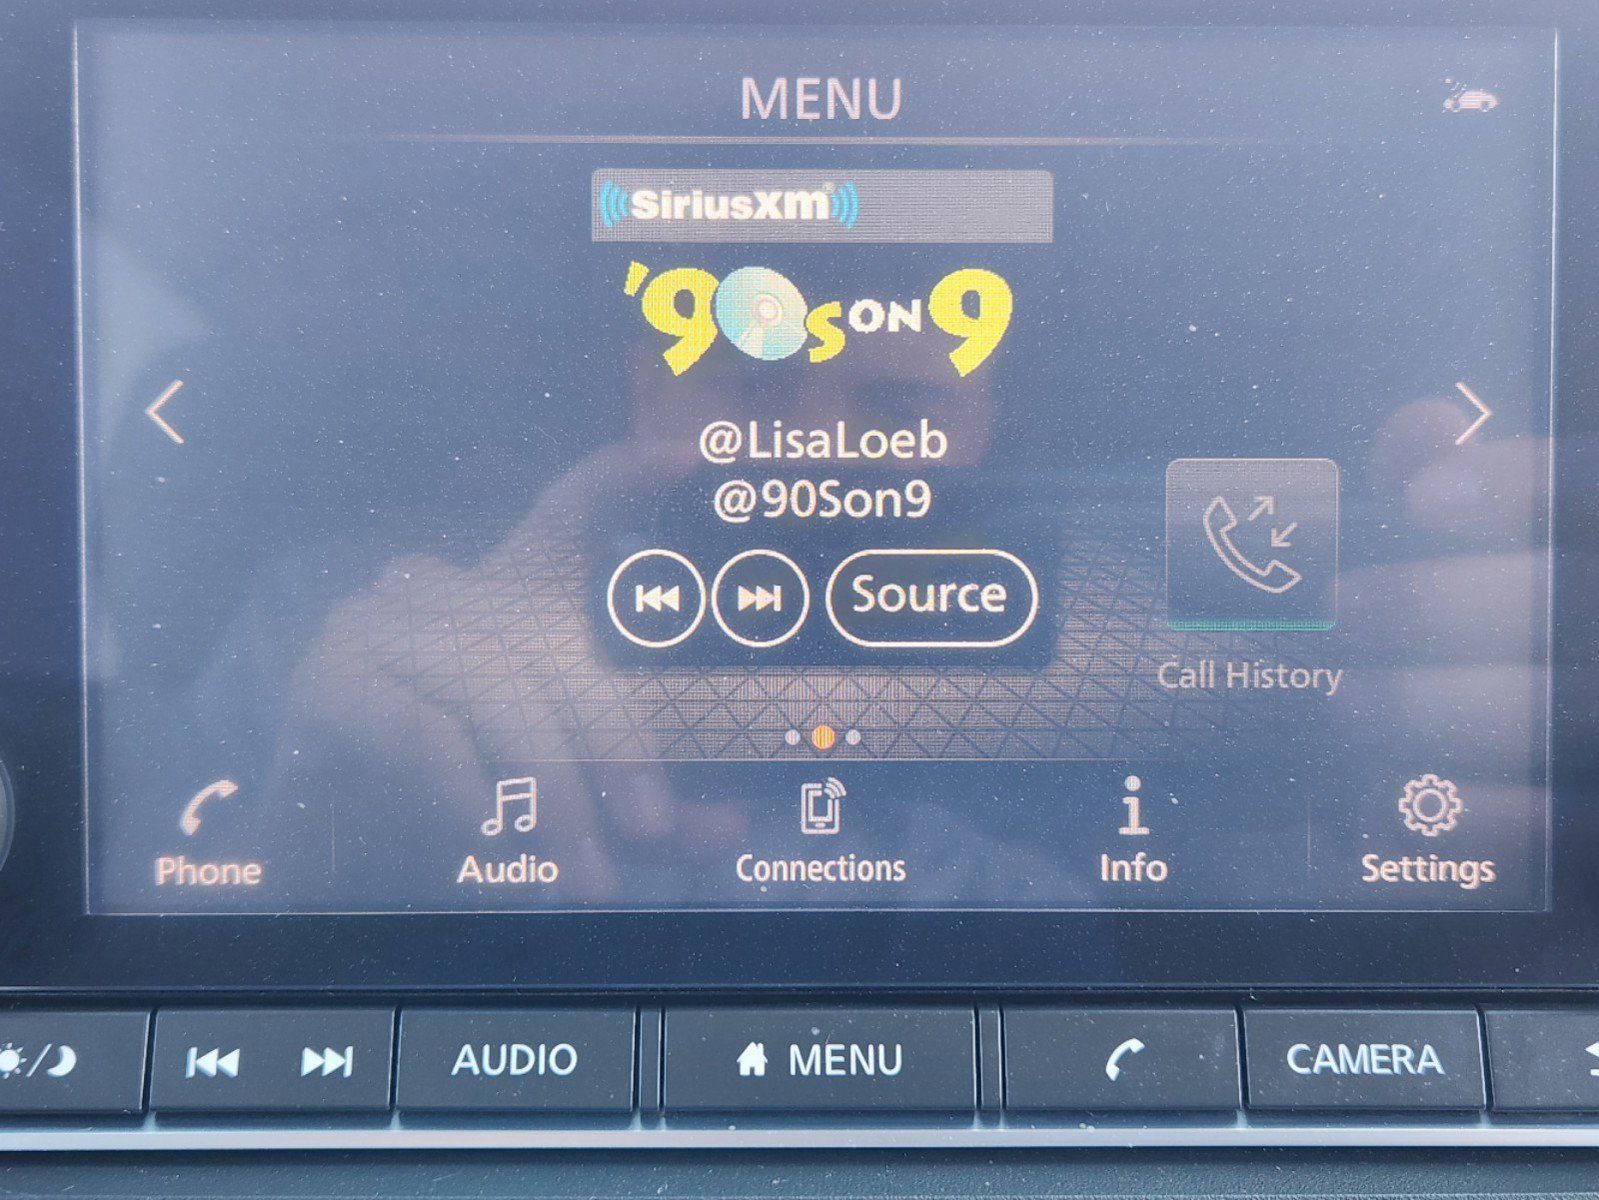 MENU
SiriusXM
'90s ON 9
@LisaLoeb
@90Son9
Source
Call History
Phone
Audio
Connections
Info
Settings
AUDIO
MENU
CAMERA